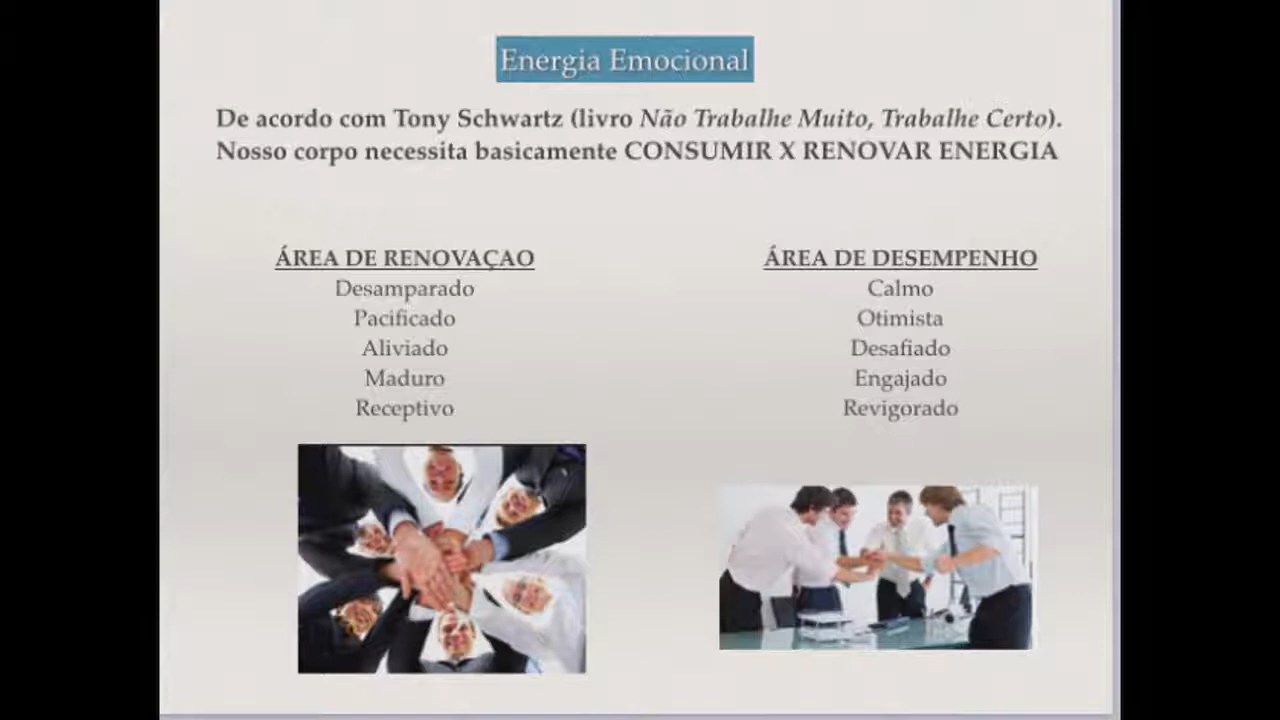 Energia Emocional
De acordo com Tony Schwartz (livro Não Trabalhe Muito, Trabalhe Certo).
Nosso corpo necessita basicamente CONSUMIR X RENOVAR ENERGIA
ÁREA DE RENOVAÇAO
Desamparado
Pacificado
Aliviado
Maduro
Receptivo
ÁREA DE DESEMPENHO
Calmo
Otimista
Desafiado
Engajado
Revigorado